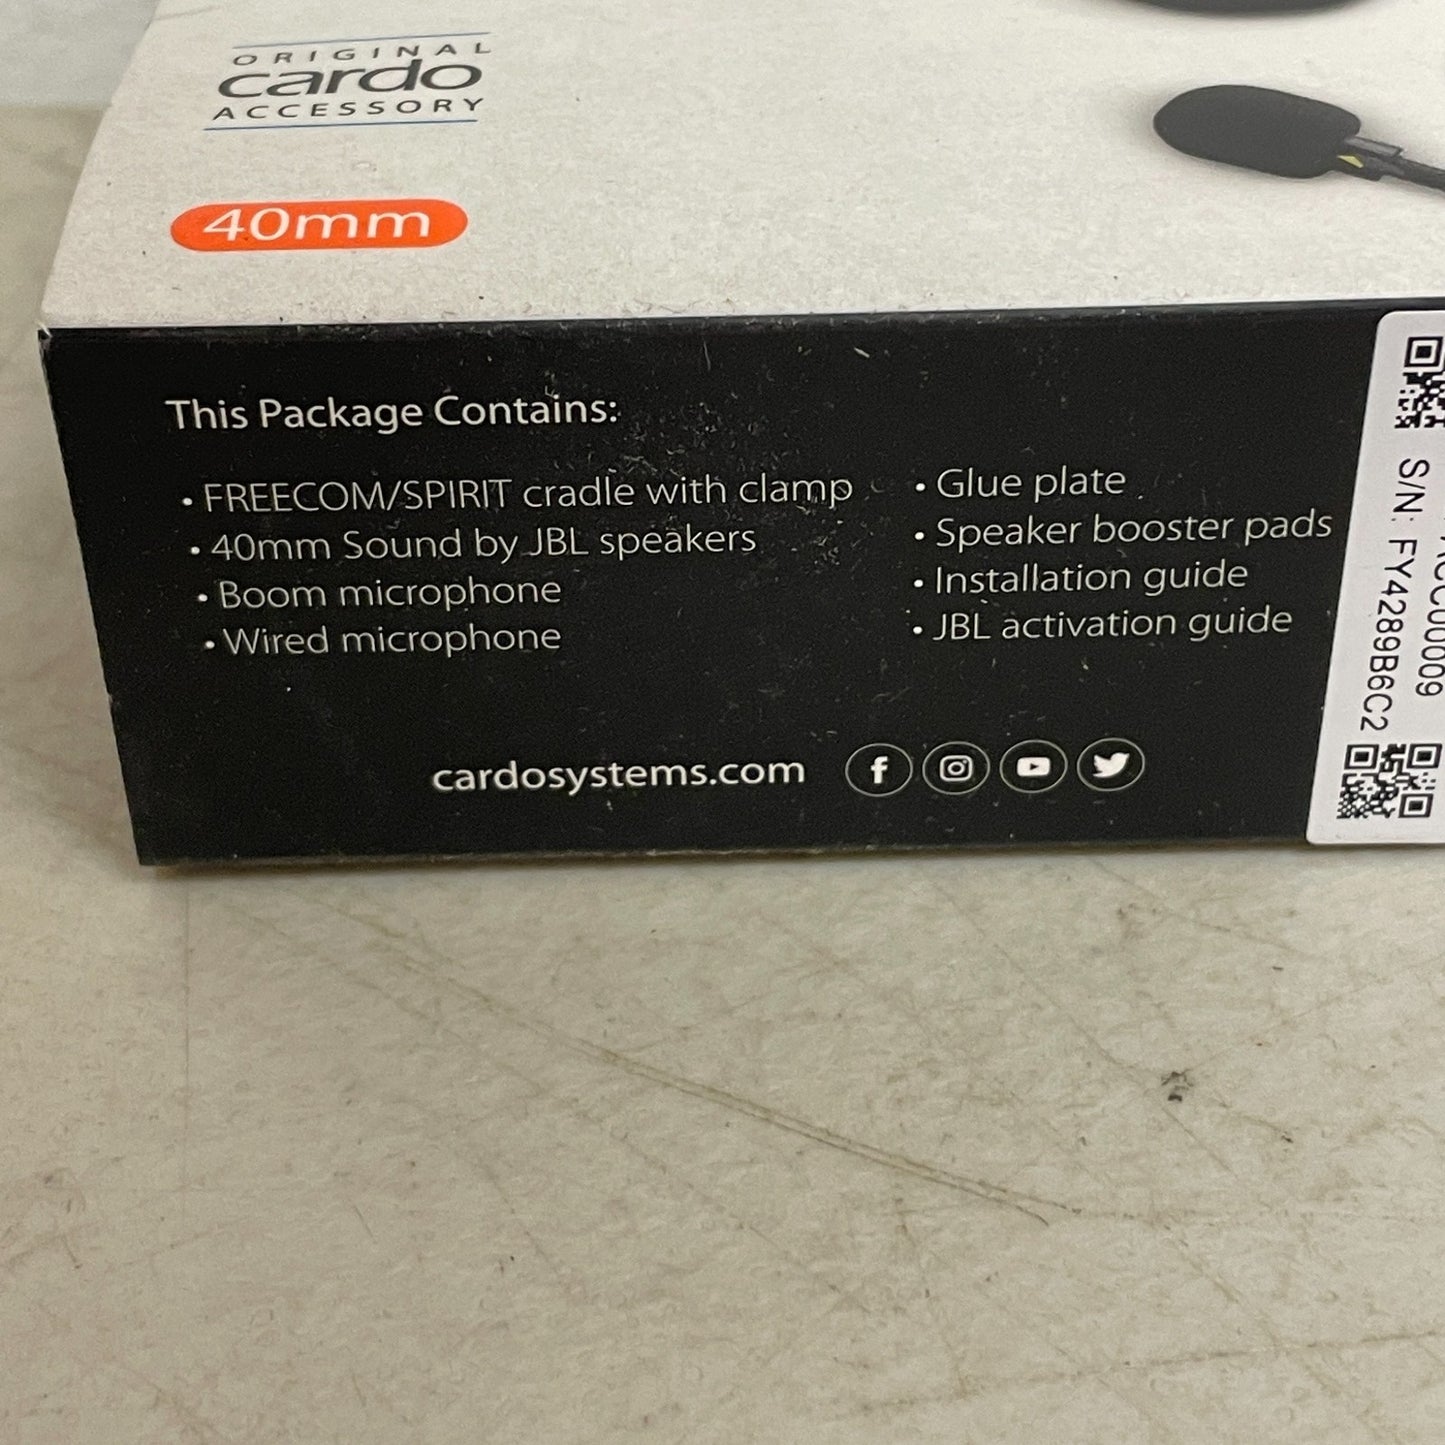 ORIGINAL
cardo
ACCESSORY
40mm
This Package Contains:
• FREECOM/SPIRIT cradle with clamp
• 40mm Sound by JBL speakers
• Boom microphone
• Wired microphone
• Glue plate
• Speaker booster pads
• Installation guide
• JBL activation guide
cardosystems.com
S/N: FY4289B6C2